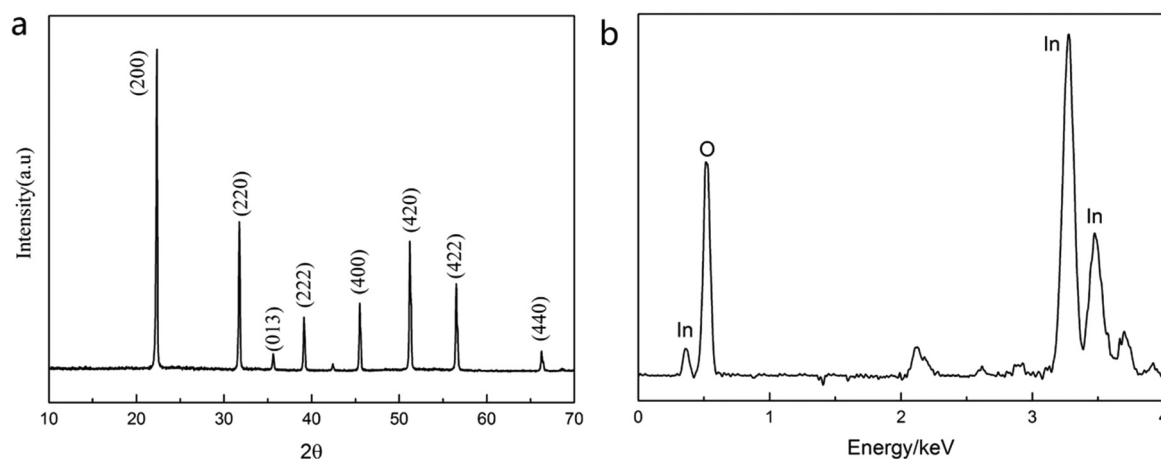 a
(200)
(220)
(013)
(222)
(400)
(420)
(422)
(440)
Intensity(a.u)
10 20 30 40 50 60 70
2θ
b
In
O
In
In
0 1 2 3 4
Energy/keV